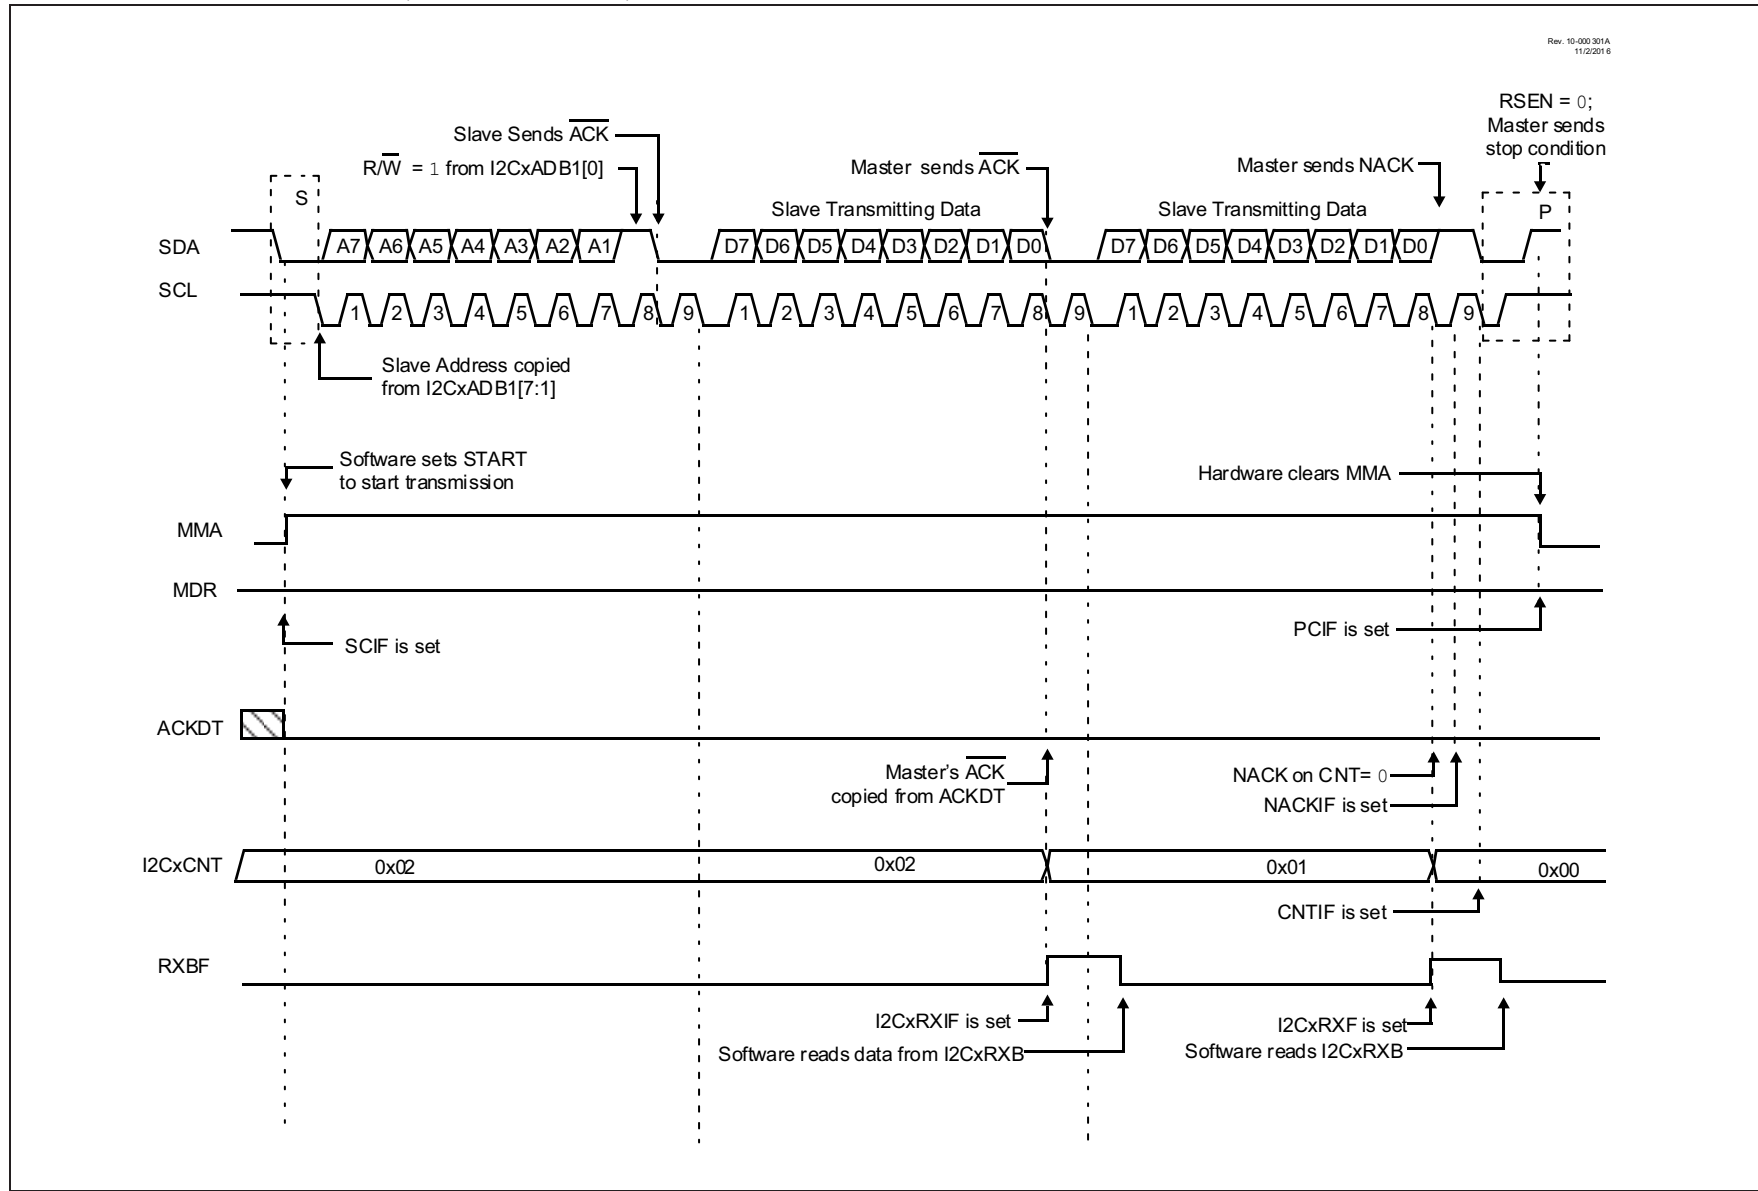 Rev. 10-000301A
11/2/2016
RSEN = 0;
Master sends
stop condition
Slave Sends ACK
R/W = 1 from I2CxADB1[0]
Master sends ACK
Master sends NACK
S
Slave Transmitting Data
Slave Transmitting Data
P
SDA
A7 A6 A5 A4 A3 A2 A1
D7 D6 D5 D4 D3 D2 D1 D0
D7 D6 D5 D4 D3 D2 D1 D0
SCL
1 2 3 4 5 6 7 8 9
1 2 3 4 5 6 7 8 9
1 2 3 4 5 6 7 8 9
Slave Address copied
from I2CxADB1[7:1]
Software sets START
to start transmission
Hardware clears MMA
MMA
MDR
SCIF is set
PCIF is set
ACKDT
Master's ACK
copied from ACKDT
NACK on CNT= 0
NACKIF is set
I2CxCNT
0x02
0x02
0x01
0x00
CNTIF is set
RXBF
I2CxRXIF is set
I2CxRXF is set
Software reads data from I2CxRXB
Software reads I2CxRXB